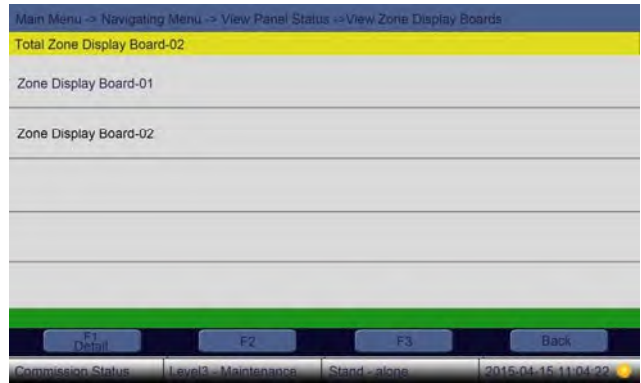 Main Menu -> Navigating Menu -> View Panel Status ->View Zone Display Boards
Total Zone Display Board-02
Zone Display Board-01
Zone Display Board-02
F1
Detail
F2
F3
Back
Commission Status
Level3 - Maintenance
Stand - alone
2015-04-15 11:04:22